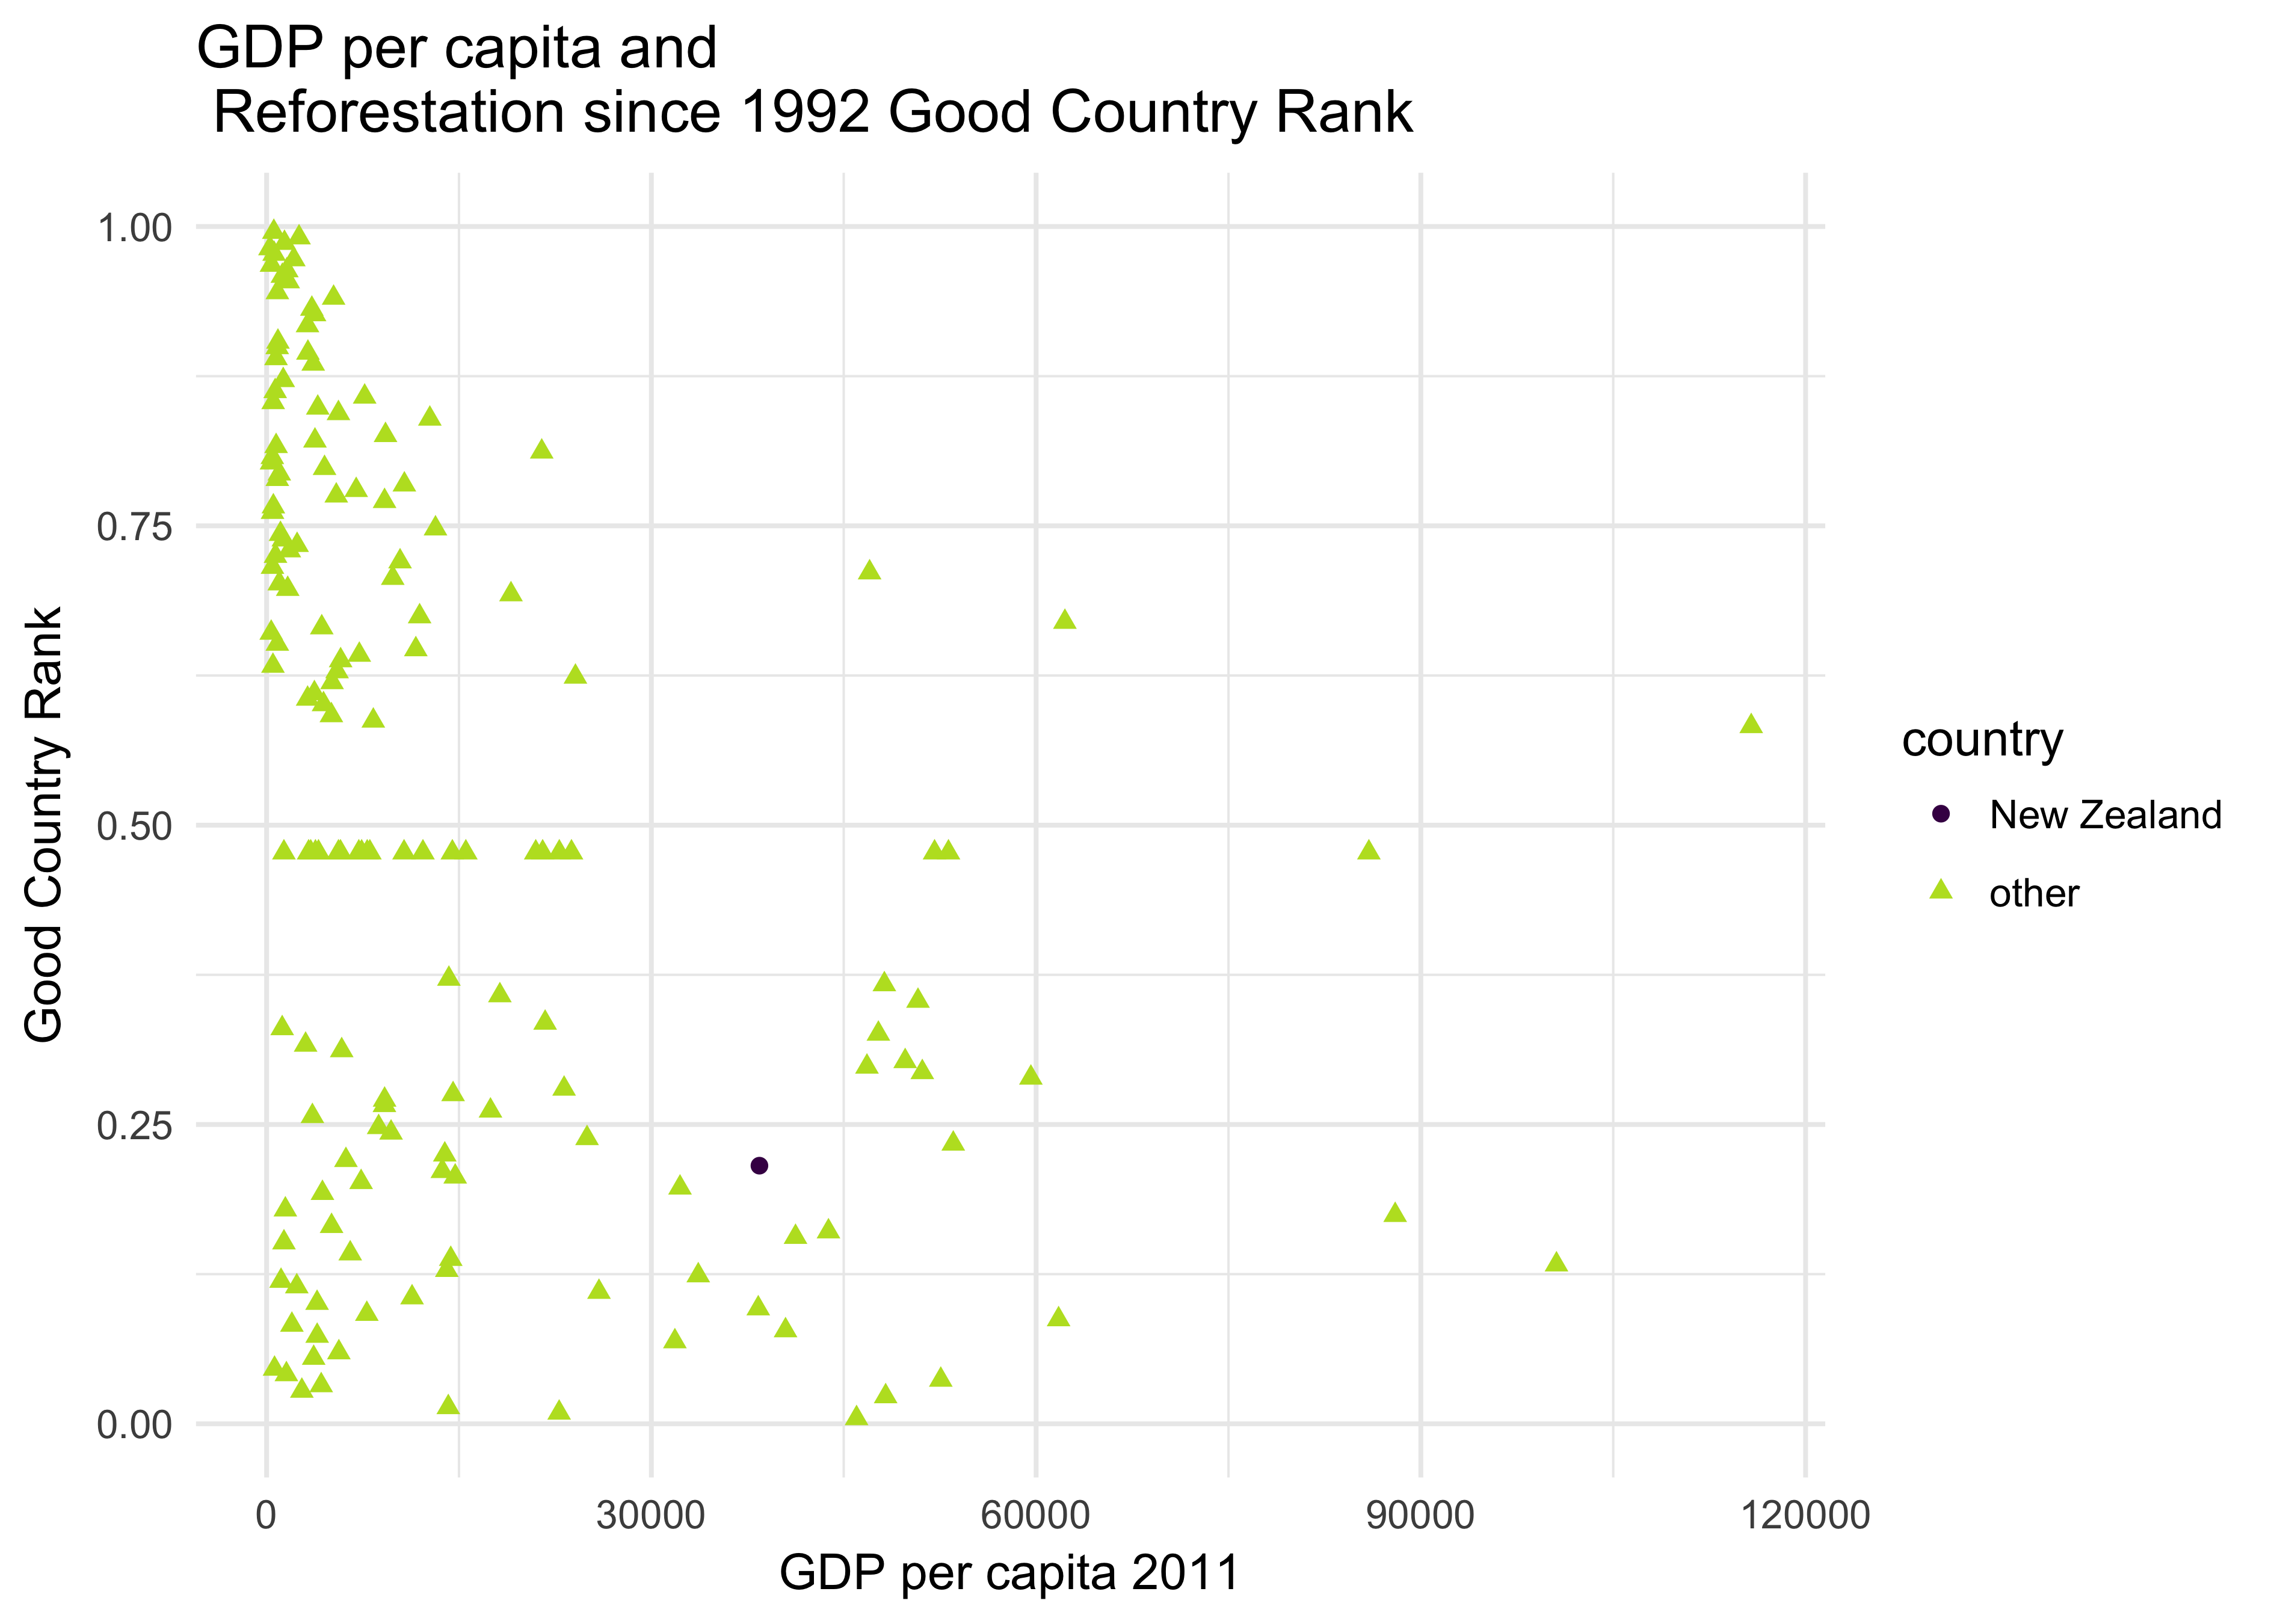 GDP per capita and
Reforestation since 1992 Good Country Rank
1.00
0.75
0.50
0.25
0.00
Good Country Rank
0
30000
60000
90000
120000
GDP per capita 2011
country
New Zealand
other